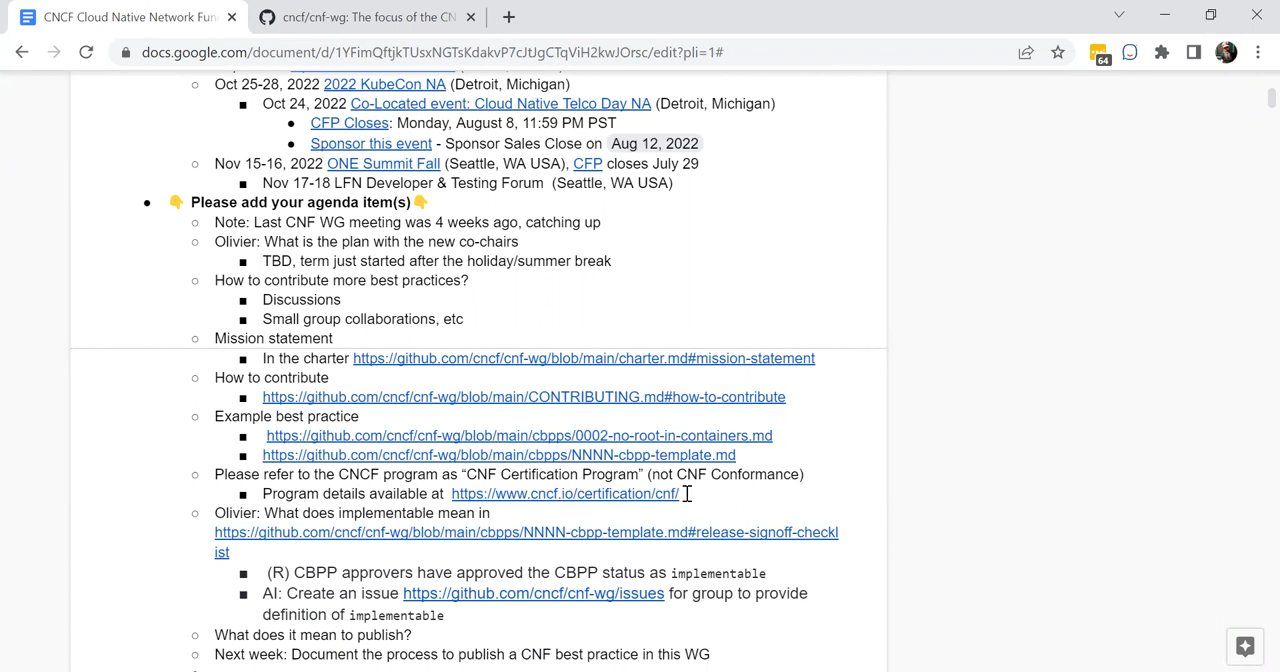 CNCF Cloud Native Network Fun
cncf/cnf-wg: The focus of the CN
docs.google.com/document/d/1YFimQftjkTUsxNGTsKdakvP7cJtJgCTqViH2kwJOrsc/edit?pli=1#
64
Oct 25-28, 2022 2022 KubeCon NA (Detroit, Michigan)
Oct 24, 2022 Co-Located event: Cloud Native Telco Day NA (Detroit, Michigan)
CFP Closes: Monday, August 8, 11:59 PM PST
Sponsor this event - Sponsor Sales Close on Aug 12, 2022
Nov 15-16, 2022 ONE Summit Fall (Seattle, WA USA), CFP closes July 29
Nov 17-18 LFN Developer & Testing Forum (Seattle, WA USA)
👇 Please add your agenda item(s)👇
Note: Last CNF WG meeting was 4 weeks ago, catching up
Olivier: What is the plan with the new co-chairs
TBD, term just started after the holiday/summer break
How to contribute more best practices?
Discussions
Small group collaborations, etc
Mission statement
In the charter https://github.com/cncf/cnf-wg/blob/main/charter.md#mission-statement
How to contribute
https://github.com/cncf/cnf-wg/blob/main/CONTRIBUTING.md#how-to-contribute
Example best practice
https://github.com/cncf/cnf-wg/blob/main/cbpps/0002-no-root-in-containers.md
https://github.com/cncf/cnf-wg/blob/main/cbpps/NNNN-cbpp-template.md
Please refer to the CNCF program as “CNF Certification Program” (not CNF Conformance)
Program details available at https://www.cncf.io/certification/cnf/
Olivier: What does implementable mean in
https://github.com/cncf/cnf-wg/blob/main/cbpps/NNNN-cbpp-template.md#release-signoff-checkl
ist
(R) CBPP approvers have approved the CBPP status as implementable
AI: Create an issue https://github.com/cncf/cnf-wg/issues for group to provide
definition of implementable
What does it mean to publish?
Next week: Document the process to publish a CNF best practice in this WG